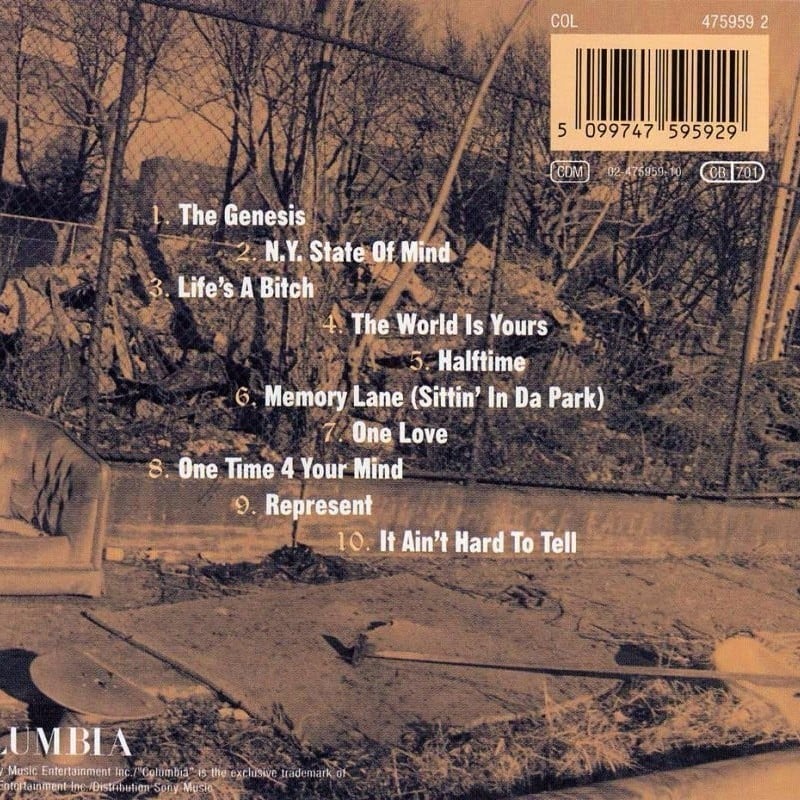 COL 475959 2
5 099747 595929
CDM 02-475959-10 CB 701
1. The Genesis
2. N.Y. State Of Mind
3. Life's A Bitch
4. The World Is Yours
5. Halftime
6. Memory Lane (Sittin' In Da Park)
7. One Love
8. One Time 4 Your Mind
9. Represent
10. It Ain't Hard To Tell
LUMBIA
y Music Entertainment Inc./"Columbia" is the exclusive trademark of
Entertainment Inc./Distribution Sony Music